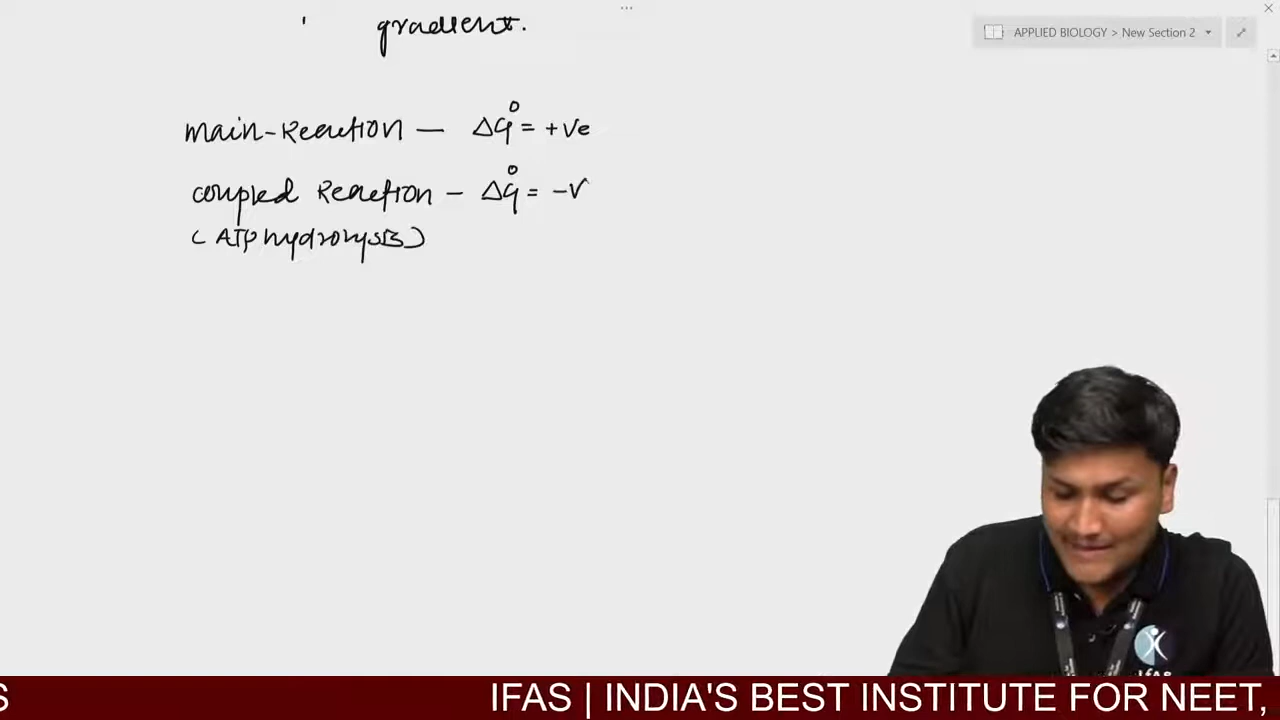 gradient.
APPLIED BIOLOGY > New Section 2
main-Reaction — ΔG° = +ve
coupled Reaction – ΔG° = -v
(ATP hydrolysis)
IFAS
S
IFAS | INDIA'S BEST INSTITUTE FOR NEET,